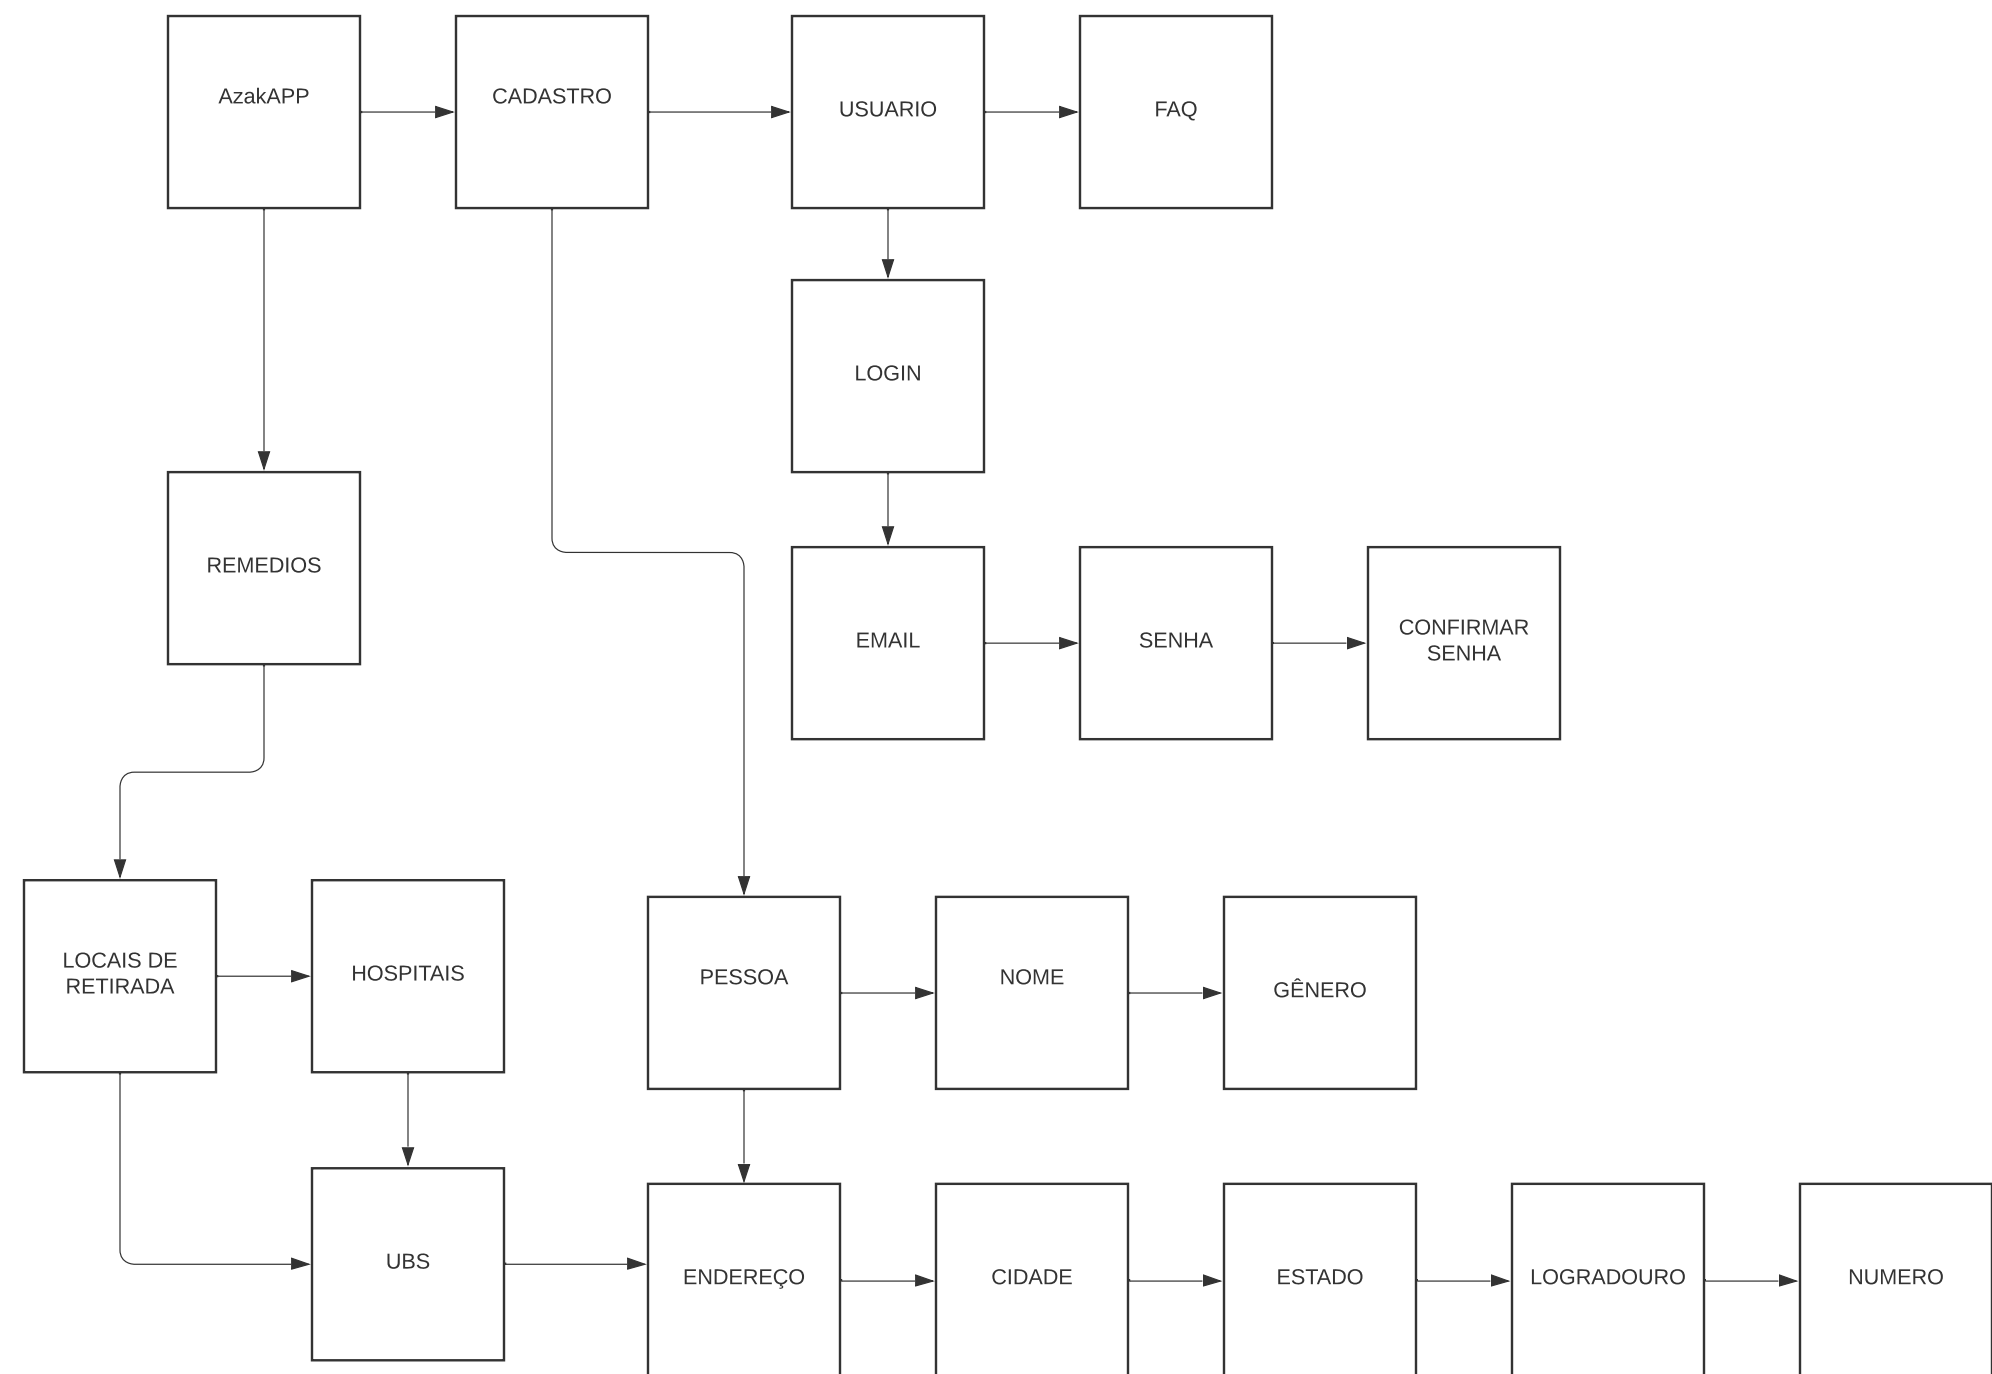 AzakAPP
CADASTRO
USUARIO
FAQ
LOGIN
REMEDIOS
EMAIL
SENHA
CONFIRMAR
SENHA
LOCAIS DE
RETIRADA
HOSPITAIS
PESSOA
NOME
GÊNERO
UBS
ENDEREÇO
CIDADE
ESTADO
LOGRADOURO
NUMERO